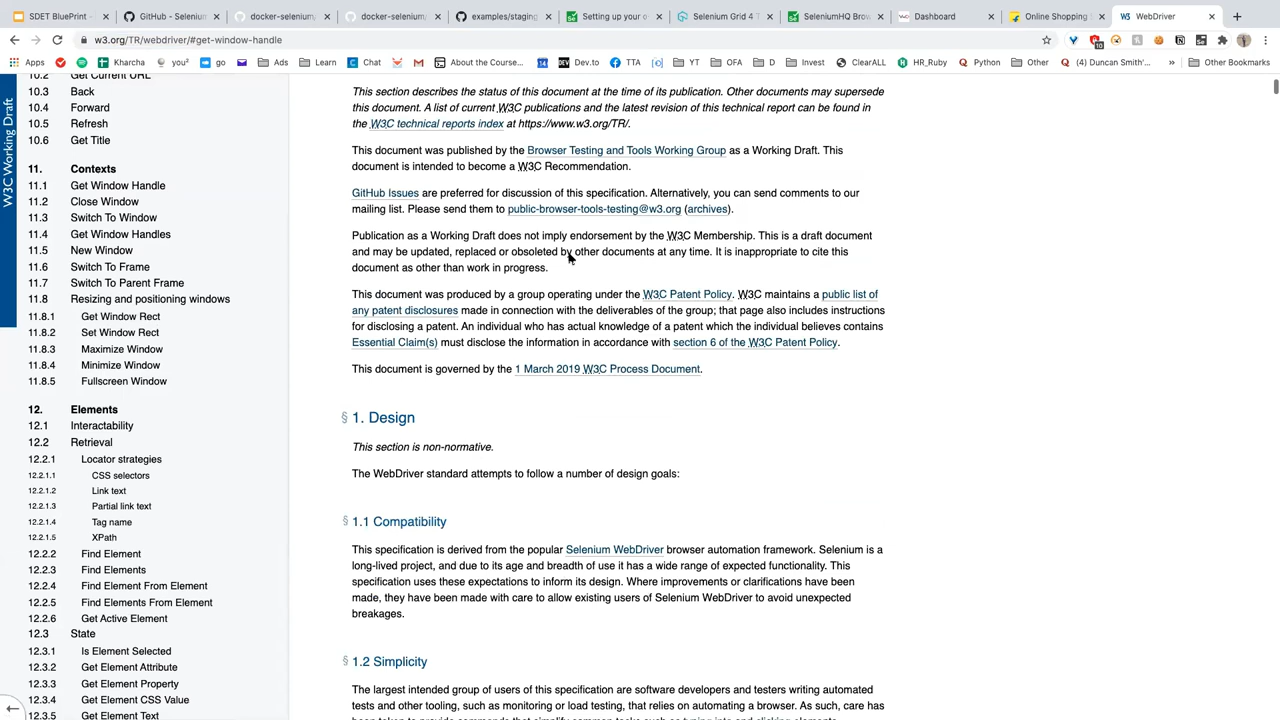 SDET BluePrint -
GitHub - Selenium
docker-selenium
docker-selenium
examples/staging
Setting up your o
Selenium Grid 4 T
SeleniumHQ Brow
Dashboard
Online Shopping
WebDriver
w3.org/TR/webdriver/#get-window-handle
Apps
Kharcha
you²
go
Ads
Learn
Chat
About the Course...
Dev.to
TTA
YT
OFA
D
Invest
ClearALL
HR_Ruby
Python
Other
(4) Duncan Smith'...
Other Bookmarks
W3C Working Draft
10.2 Get Current URL
10.3 Back
10.4 Forward
10.5 Refresh
10.6 Get Title
11. Contexts
11.1 Get Window Handle
11.2 Close Window
11.3 Switch To Window
11.4 Get Window Handles
11.5 New Window
11.6 Switch To Frame
11.7 Switch To Parent Frame
11.8 Resizing and positioning windows
11.8.1 Get Window Rect
11.8.2 Set Window Rect
11.8.3 Maximize Window
11.8.4 Minimize Window
11.8.5 Fullscreen Window
12. Elements
12.1 Interactability
12.2 Retrieval
12.2.1 Locator strategies
12.2.1.1 CSS selectors
12.2.1.2 Link text
12.2.1.3 Partial link text
12.2.1.4 Tag name
12.2.1.5 XPath
12.2.2 Find Element
12.2.3 Find Elements
12.2.4 Find Element From Element
12.2.5 Find Elements From Element
12.2.6 Get Active Element
12.3 State
12.3.1 Is Element Selected
12.3.2 Get Element Attribute
12.3.3 Get Element Property
12.3.4 Get Element CSS Value
12.3.5 Get Element Text
This section describes the status of this document at the time of its publication. Other documents may supersede
this document. A list of current W3C publications and the latest revision of this technical report can be found in
the W3C technical reports index at https://www.w3.org/TR/.
This document was published by the Browser Testing and Tools Working Group as a Working Draft. This
document is intended to become a W3C Recommendation.
GitHub Issues are preferred for discussion of this specification. Alternatively, you can send comments to our
mailing list. Please send them to public-browser-tools-testing@w3.org (archives).
Publication as a Working Draft does not imply endorsement by the W3C Membership. This is a draft document
and may be updated, replaced or obsoleted by other documents at any time. It is inappropriate to cite this
document as other than work in progress.
This document was produced by a group operating under the W3C Patent Policy. W3C maintains a public list of
any patent disclosures made in connection with the deliverables of the group; that page also includes instructions
for disclosing a patent. An individual who has actual knowledge of a patent which the individual believes contains
Essential Claim(s) must disclose the information in accordance with section 6 of the W3C Patent Policy.
This document is governed by the 1 March 2019 W3C Process Document.
§ 1. Design
This section is non-normative.
The WebDriver standard attempts to follow a number of design goals:
§ 1.1 Compatibility
This specification is derived from the popular Selenium WebDriver browser automation framework. Selenium is a
long-lived project, and due to its age and breadth of use it has a wide range of expected functionality. This
specification uses these expectations to inform its design. Where improvements or clarifications have been
made, they have been made with care to allow existing users of Selenium WebDriver to avoid unexpected
breakages.
§ 1.2 Simplicity
The largest intended group of users of this specification are software developers and testers writing automated
tests and other tooling, such as monitoring or load testing, that relies on automating a browser. As such, care has
been taken to provide commands that simplify common tasks such as typing into and clicking elements.